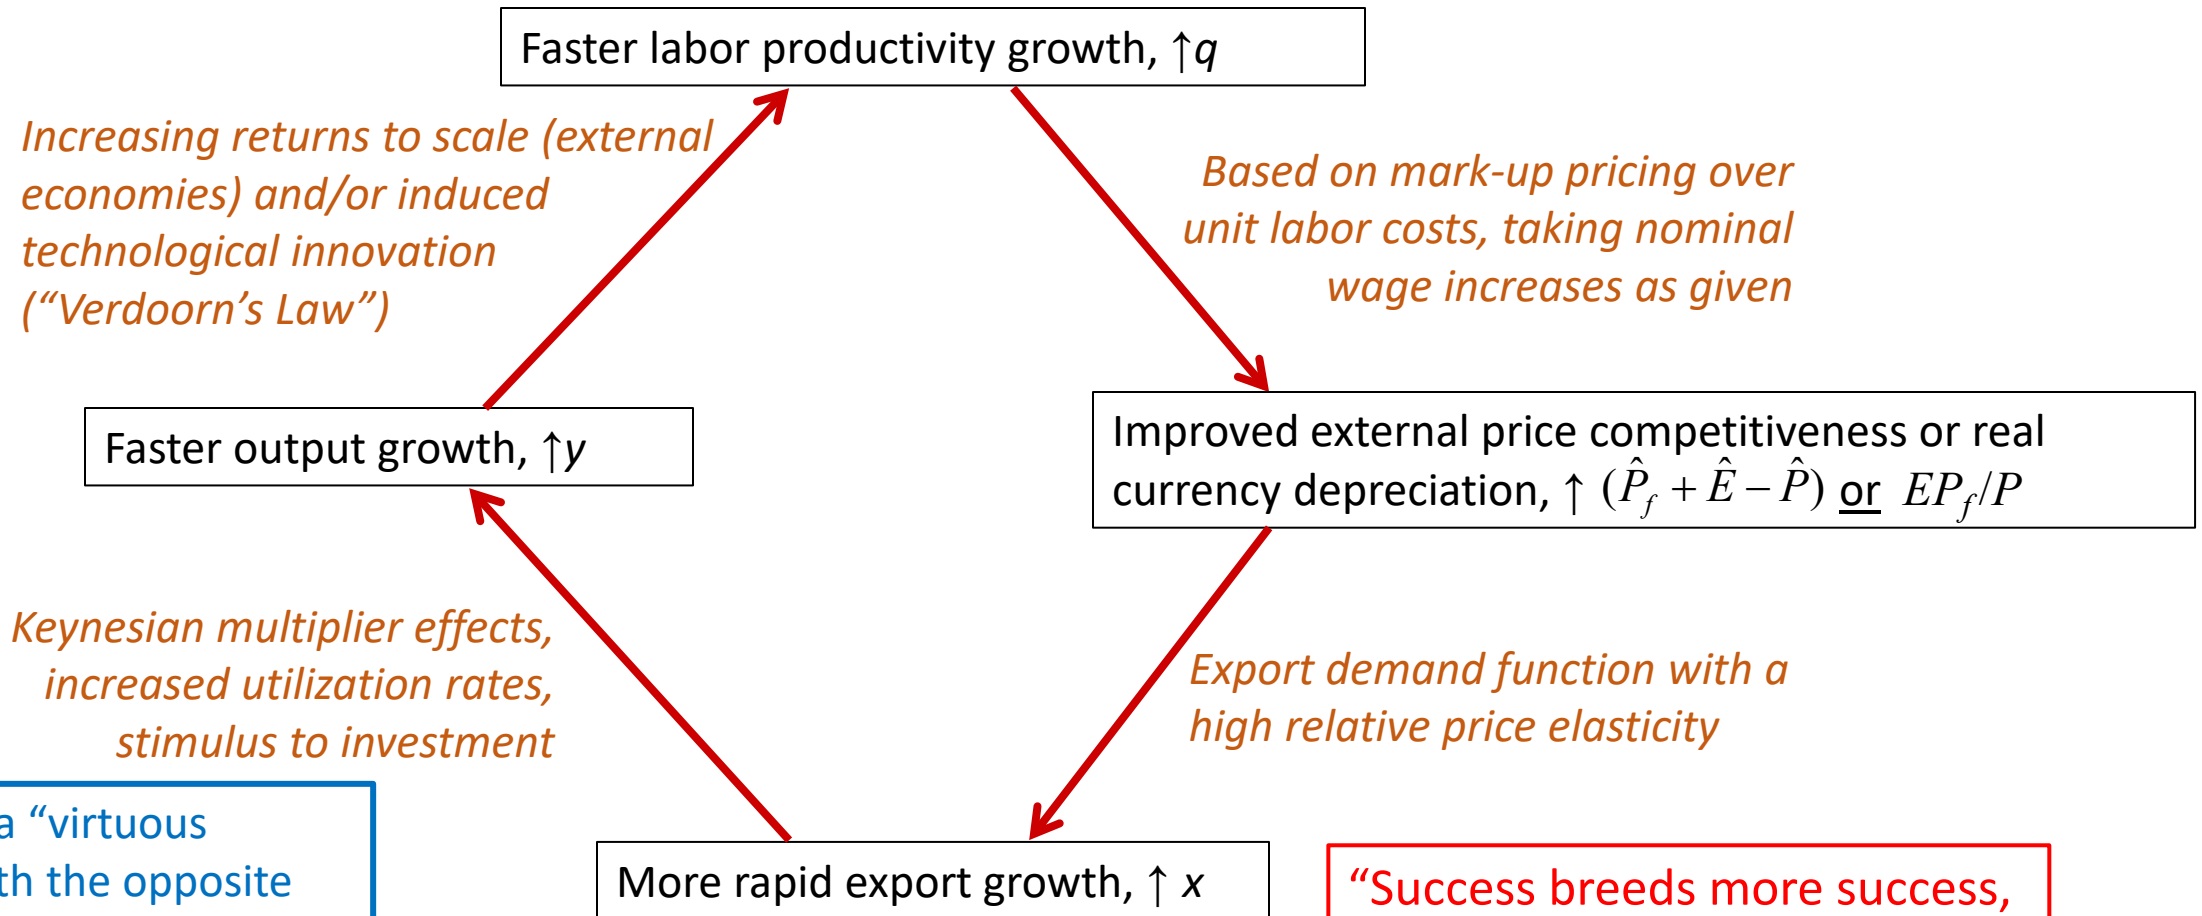 Faster labor productivity growth, ↑q
Increasing returns to scale (external
economies) and/or induced
technological innovation
(“Verdoorn’s Law”)
Based on mark-up pricing over
unit labor costs, taking nominal
wage increases as given
Faster output growth, ↑y
Improved external price competitiveness or real
currency depreciation, ↑ (P̂_f + Ê − P̂) or EP_f/P
Keynesian multiplier effects,
increased utilization rates,
stimulus to investment
Export demand function with a
high relative price elasticity
a “virtuous
th the opposite
More rapid export growth, ↑ x
“Success breeds more success,